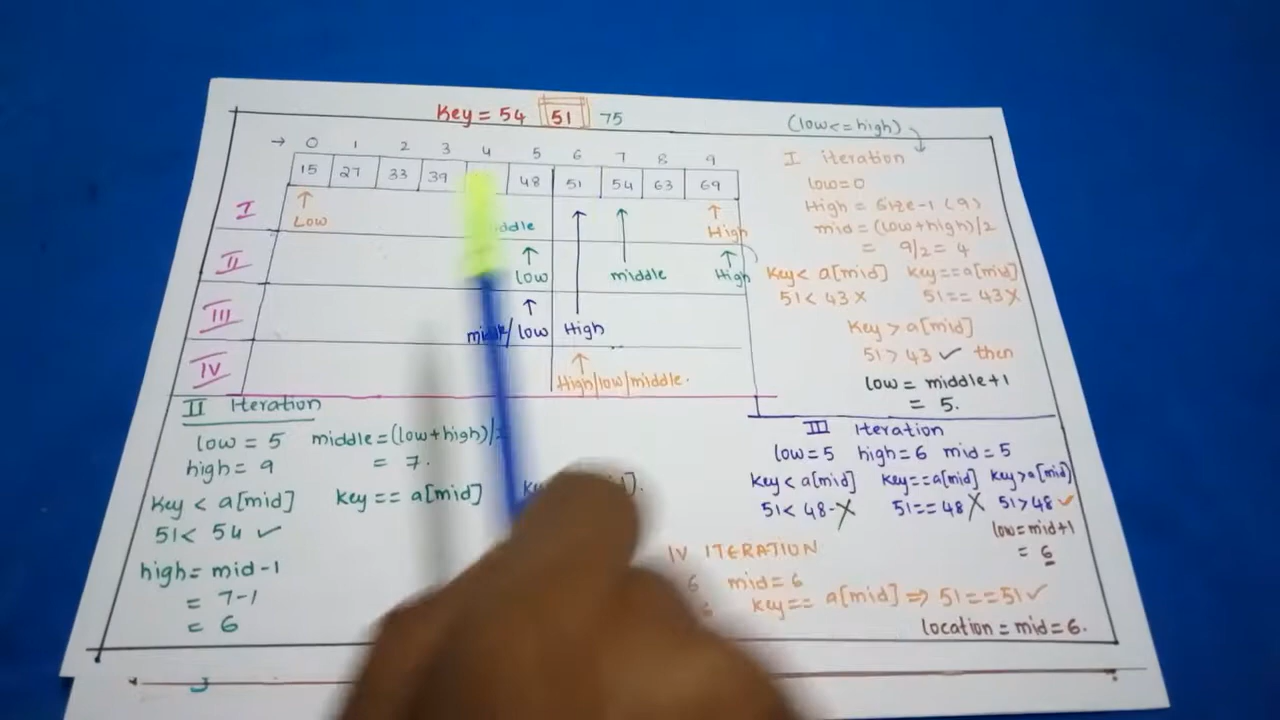 Key = 54 51 75
(low<=high)
→ 0 1 2 3 4 5 6 7 8 9
15 27 33 39 48 51 54 63 69
I
Low
High
II
low
middle
High
III
low
High
IV
High/low/middle.
I iteration
low=0
High = Size-1 (9)
mid = (low+high)/2
= 9/2 = 4
Key < a[mid] key==a[mid]
51 < 43 X 51 == 43 X
Key > a[mid]
51 > 43 ✓ then
low = middle+1
= 5.
II Iteration
low = 5 middle=(low+high)/
high= 9 = 7.
Key < a[mid] key == a[mid]
51 < 54 ✓
high= mid-1
= 7-1
= 6
III Iteration
low=5 high=6 mid=5
Key<a[mid] key==a[mid] key>a[mid]
51< 48-X 51==48 X 51>48 ✓
low=mid+1
= 6
IV ITERATION
6 mid=6
key== a[mid] ⇒ 51==51 ✓
location=mid=6.